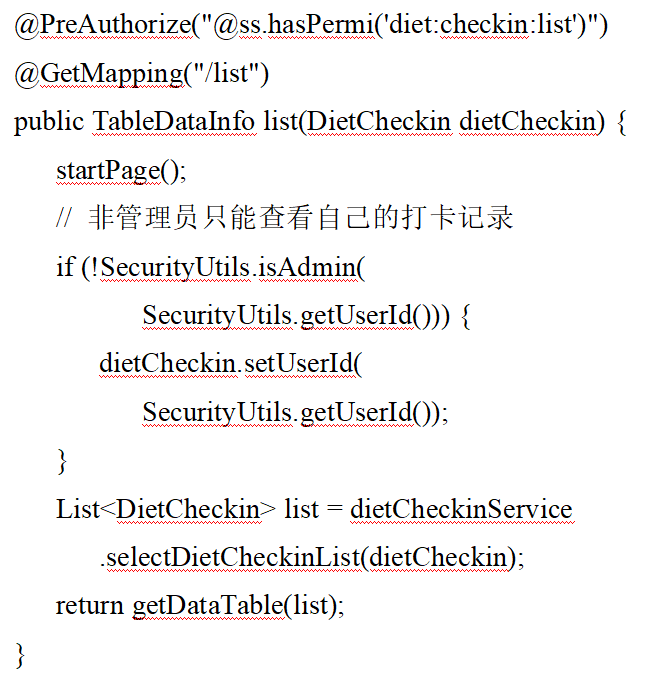 @PreAuthorize("@ss.hasPermi('diet:checkin:list')")
@GetMapping("/list")
public TableDataInfo list(DietCheckin dietCheckin) {
startPage();
// 非管理员只能查看自己的打卡记录
if (!SecurityUtils.isAdmin(
SecurityUtils.getUserId())) {
dietCheckin.setUserId(
SecurityUtils.getUserId());
}
List<DietCheckin> list = dietCheckinService
.selectDietCheckinList(dietCheckin);
return getDataTable(list);
}